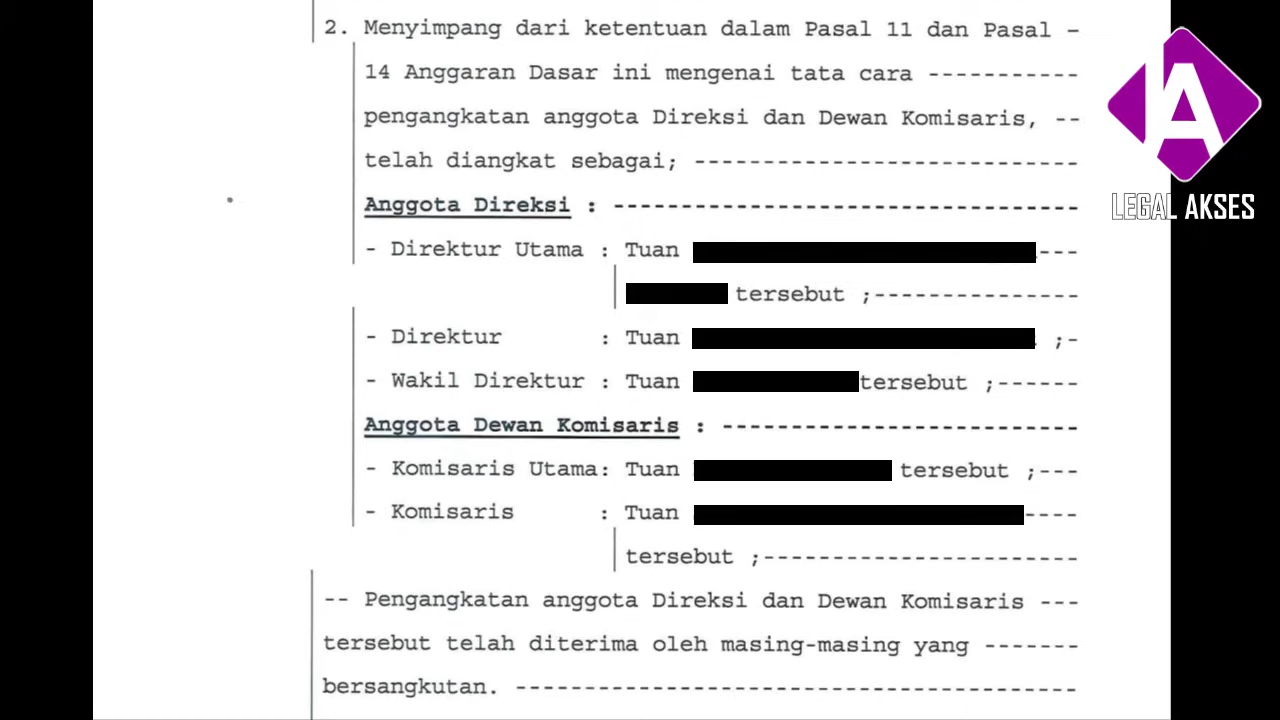 2. Menyimpang dari ketentuan dalam Pasal 11 dan Pasal -
14 Anggaran Dasar ini mengenai tata cara -----------
pengangkatan anggota Direksi dan Dewan Komisaris, --
telah diangkat sebagai; ----------------------------
Anggota Direksi : ----------------------------------
- Direktur Utama : Tuan ---
tersebut ;---------------
- Direktur : Tuan ;-
- Wakil Direktur : Tuan tersebut ;------
Anggota Dewan Komisaris : --------------------------
- Komisaris Utama: Tuan tersebut ;---
- Komisaris : Tuan ----
tersebut ;-----------------------
-- Pengangkatan anggota Direksi dan Dewan Komisaris ---
tersebut telah diterima oleh masing-masing yang -------
bersangkutan. -----------------------------------------
LEGAL AKSES